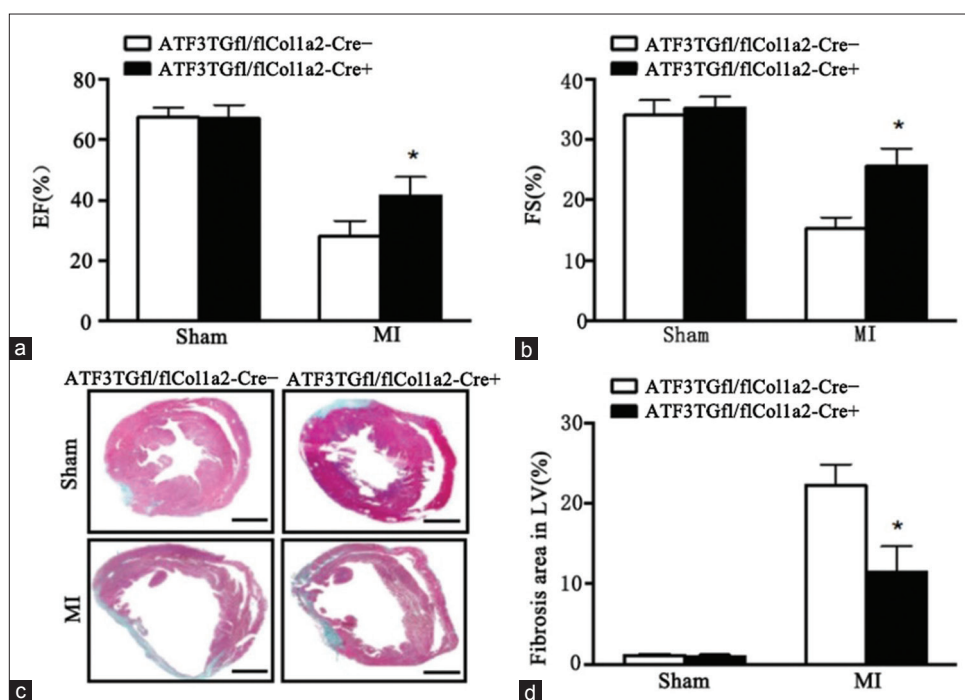 ATF3TGfl/flCol1a2-Cre−
ATF3TGfl/flCol1a2-Cre+
80
60
40
20
0
EF(%)
*
Sham
MI
a
ATF3TGfl/flCol1a2-Cre−
ATF3TGfl/flCol1a2-Cre+
40
30
20
10
0
FS(%)
*
Sham
MI
b
ATF3TGfl/flCol1a2-Cre− ATF3TGfl/flCol1a2-Cre+
Sham
MI
c
ATF3TGfl/flCol1a2-Cre−
ATF3TGfl/flCol1a2-Cre+
30
20
10
0
Fibrosis area in LV(%)
*
Sham
MI
d